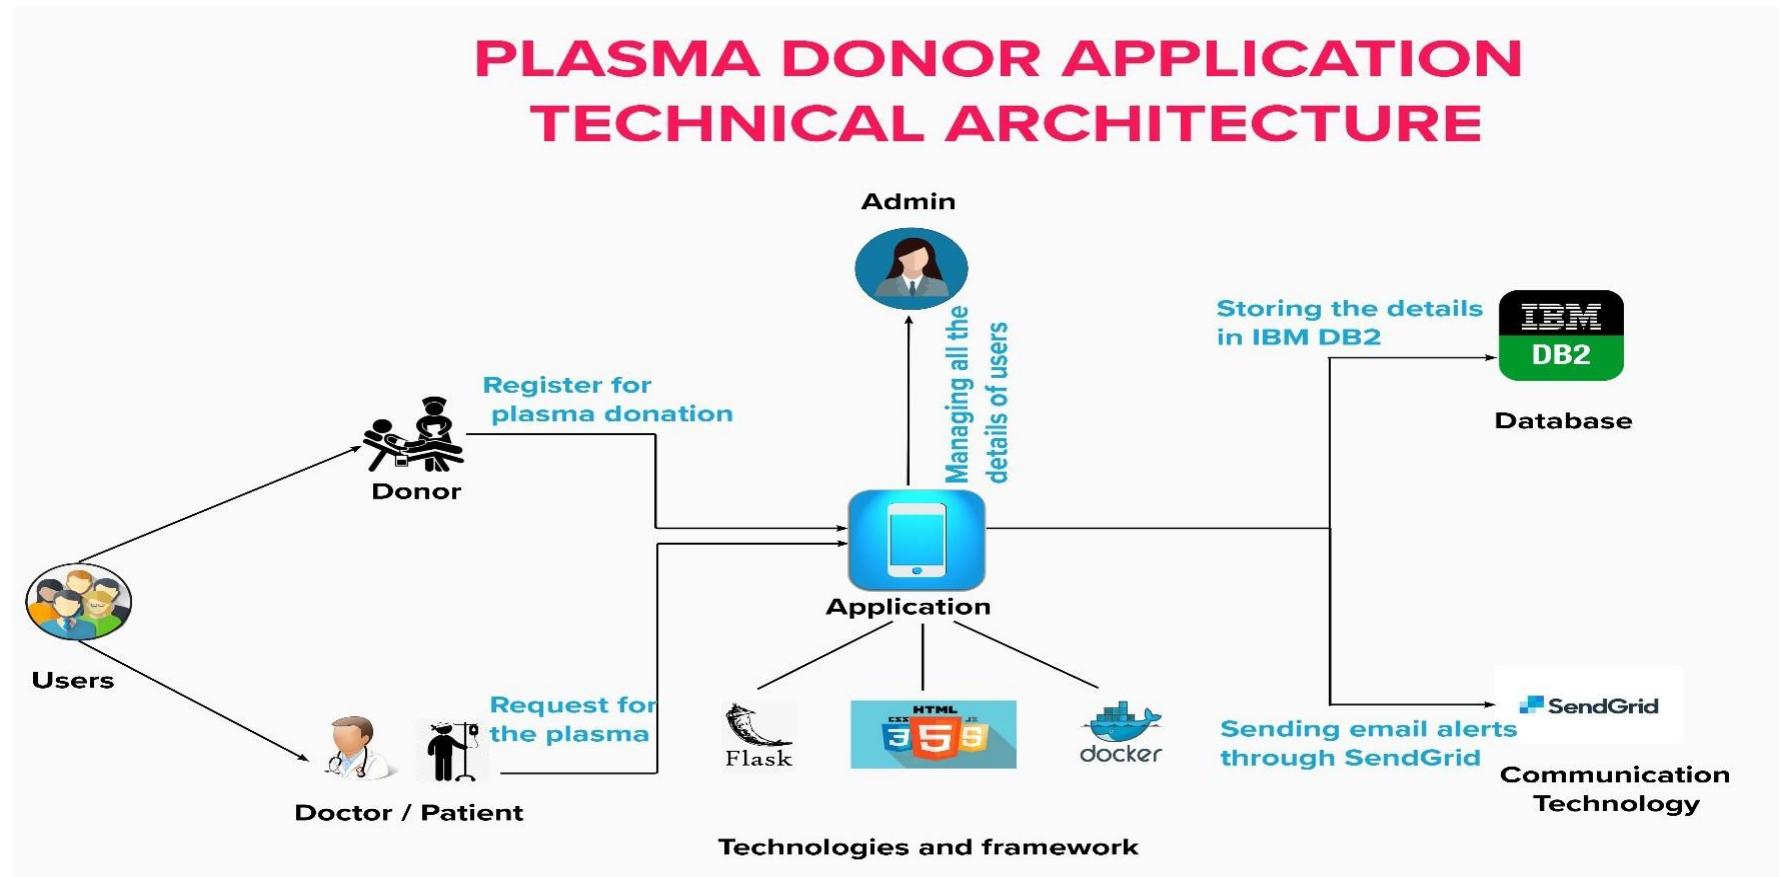 PLASMA DONOR APPLICATION
TECHNICAL ARCHITECTURE
Admin
Managing all the
details of users
Storing the details
in IBM DB2
IBM
DB2
Database
Register for
plasma donation
Donor
Application
Users
Request for
the plasma
Doctor / Patient
Flask
HTML
CSS
JS
3
5
S
docker
Technologies and framework
SendGrid
Sending email alerts
through SendGrid
Communication
Technology